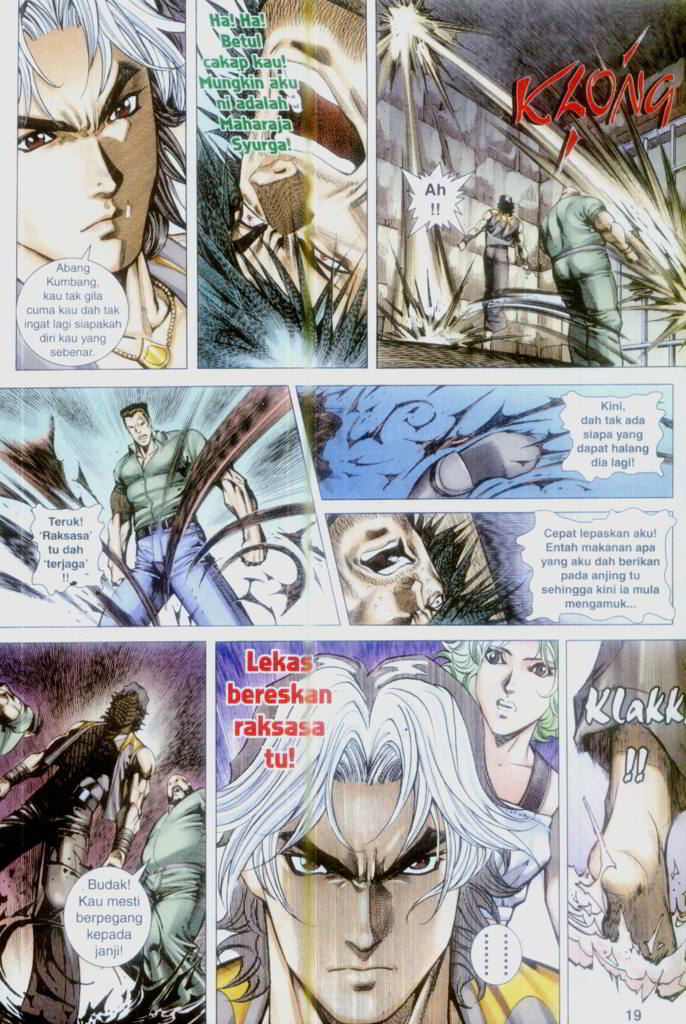 Abang
Kumbang,
kau tak gila
cuma kau dah tak
ingat lagi siapakah
diri kau yang
sebenar.
Ha! Ha!
Betul
cakap kau!
Mungkin aku
ni adalah
Maharaja
Syurga!
KLONG
Ah
!!
Teruk!
'Raksasa'
tu dah
'terjaga'
!!
Kini,
dah tak ada
siapa yang
dapat halang
dia lagi!
Cepat lepaskan aku!
Entah makanan apa
yang aku dah berikan
pada anjing tu
sehingga kini ia mula
mengamuk...
Budak!
Kau mesti
berpegang
kepada
janji!
Lekas
bereskan
raksasa
tu!
Klakk
!!
19